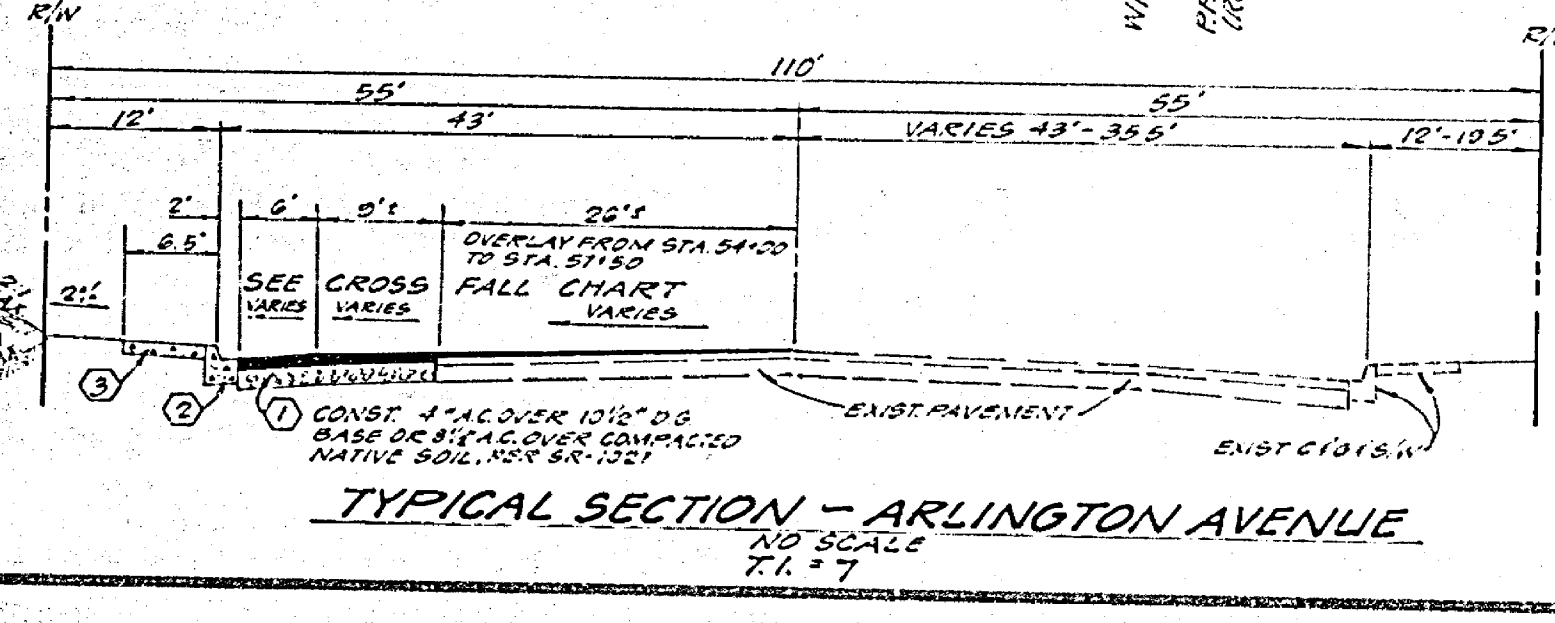 R/W
W/
P.P.
R/
110'
55'
55'
12'
43'
VARIES 43'-35.5'
12'-19.5'
2'
6'
9'±
26'±
6.5'
OVERLAY FROM STA. 54+00
TO STA. 57+50
SEE CROSS FALL CHART
2%
VARIES
VARIES
VARIES
3
2
1
CONST. 4" A.C. OVER 10½" D.G.
BASE OR 8½" A.C. OVER COMPACTED
NATIVE SOIL, PER SR-1321
EXIST. PAVEMENT
EXIST C&G & S/W
TYPICAL SECTION - ARLINGTON AVENUE
NO SCALE
T.I. = 7